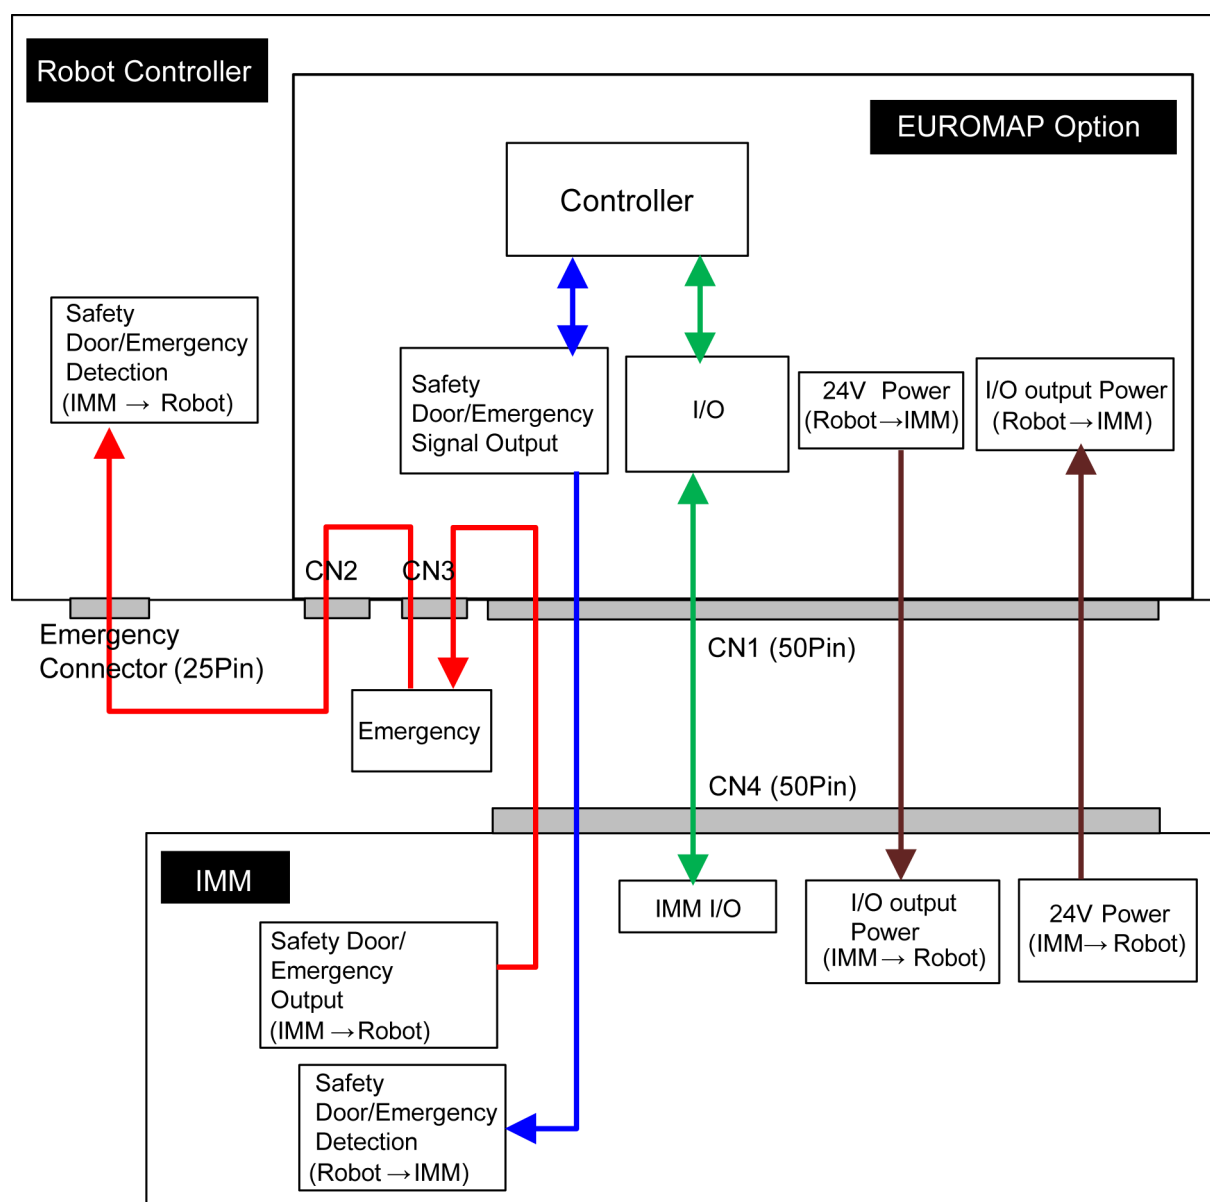 Robot Controller
EUROMAP Option
Controller
Safety
Door/Emergency
Detection
(IMM → Robot)
Safety
Door/Emergency
Signal Output
I/O
24V Power
(Robot→IMM)
I/O output Power
(Robot→IMM)
CN2
CN3
Emergency
Connector (25Pin)
CN1 (50Pin)
Emergency
CN4 (50Pin)
IMM
IMM I/O
I/O output
Power
(IMM→ Robot)
24V Power
(IMM→ Robot)
Safety Door/
Emergency
Output
(IMM →Robot)
Safety
Door/Emergency
Detection
(Robot →IMM)